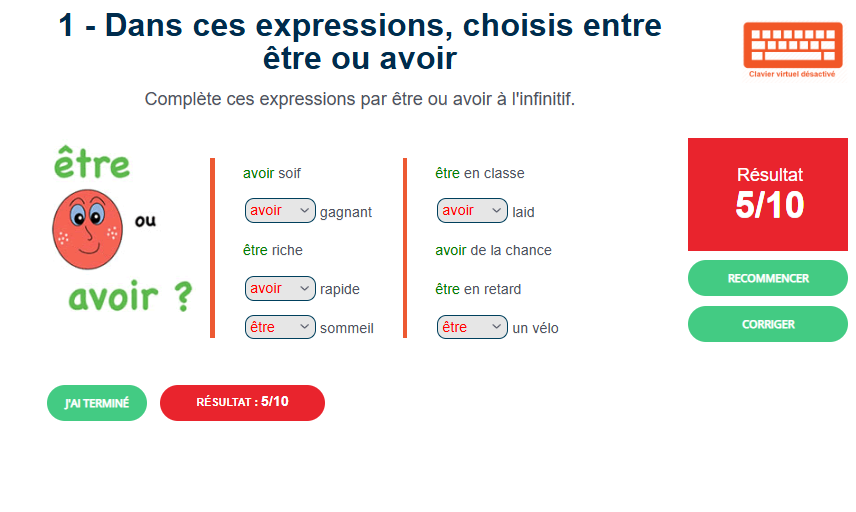 1 - Dans ces expressions, choisis entre
être ou avoir
Clavier virtuel désactivé
Complète ces expressions par être ou avoir à l'infinitif.
être
ou
avoir ?
avoir soif
avoir gagnant
être riche
avoir rapide
être sommeil
être en classe
avoir laid
avoir de la chance
être en retard
être un vélo
Résultat
5/10
RECOMMENCER
CORRIGER
J'AI TERMINÉ
RÉSULTAT : 5/10